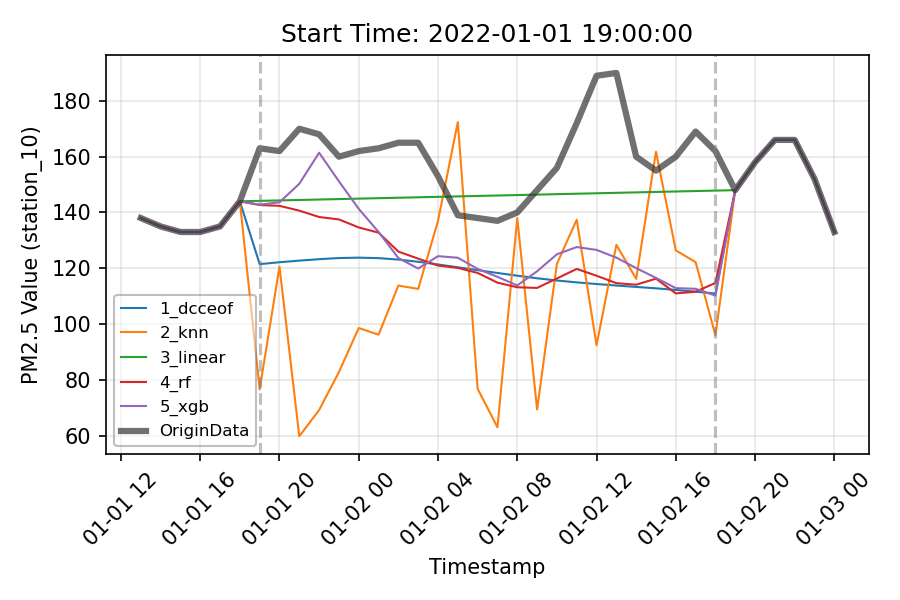 Start Time: 2022-01-01 19:00:00
PM2.5 Value (station_10)
180
160
140
120
100
80
60
1_dcceof
2_knn
3_linear
4_rf
5_xgb
OriginData
01-01 12
01-01 16
01-01 20
01-02 00
01-02 04
01-02 08
01-02 12
01-02 16
01-02 20
01-03 00
Timestamp